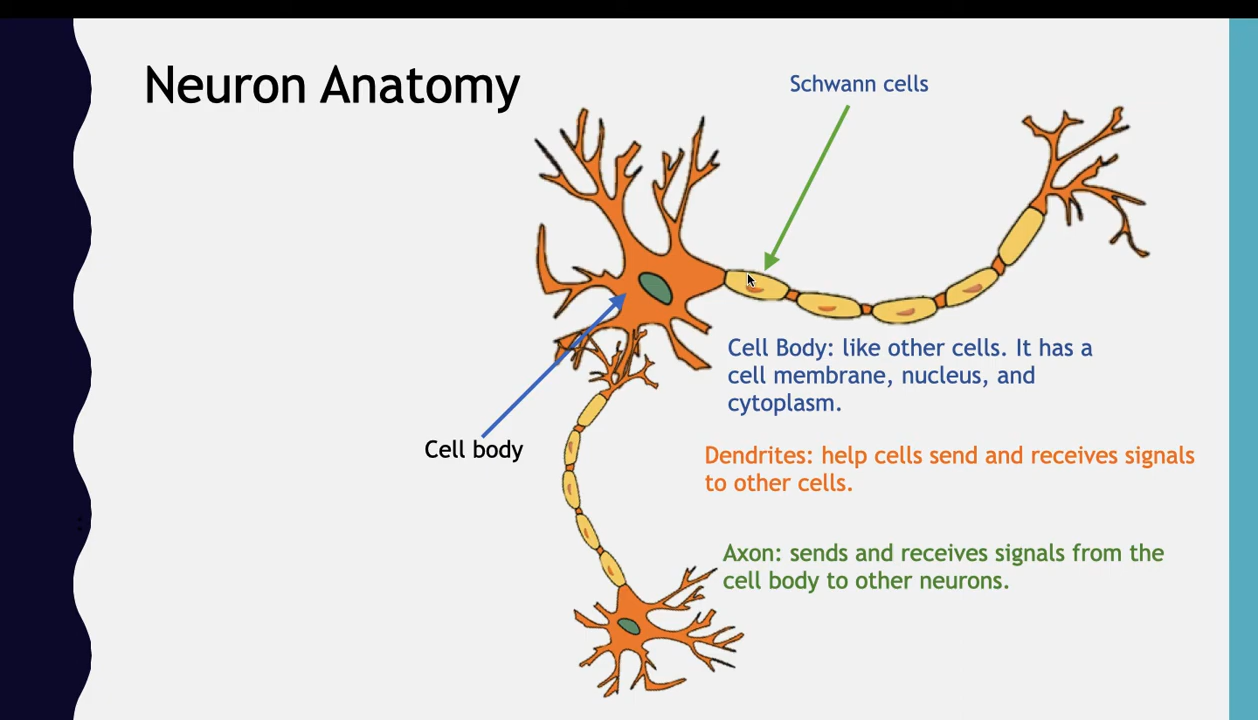 Neuron Anatomy
Schwann cells
Cell Body: like other cells. It has a
cell membrane, nucleus, and
cytoplasm.
Cell body
Dendrites: help cells send and receives signals
to other cells.
Axon: sends and receives signals from the
cell body to other neurons.